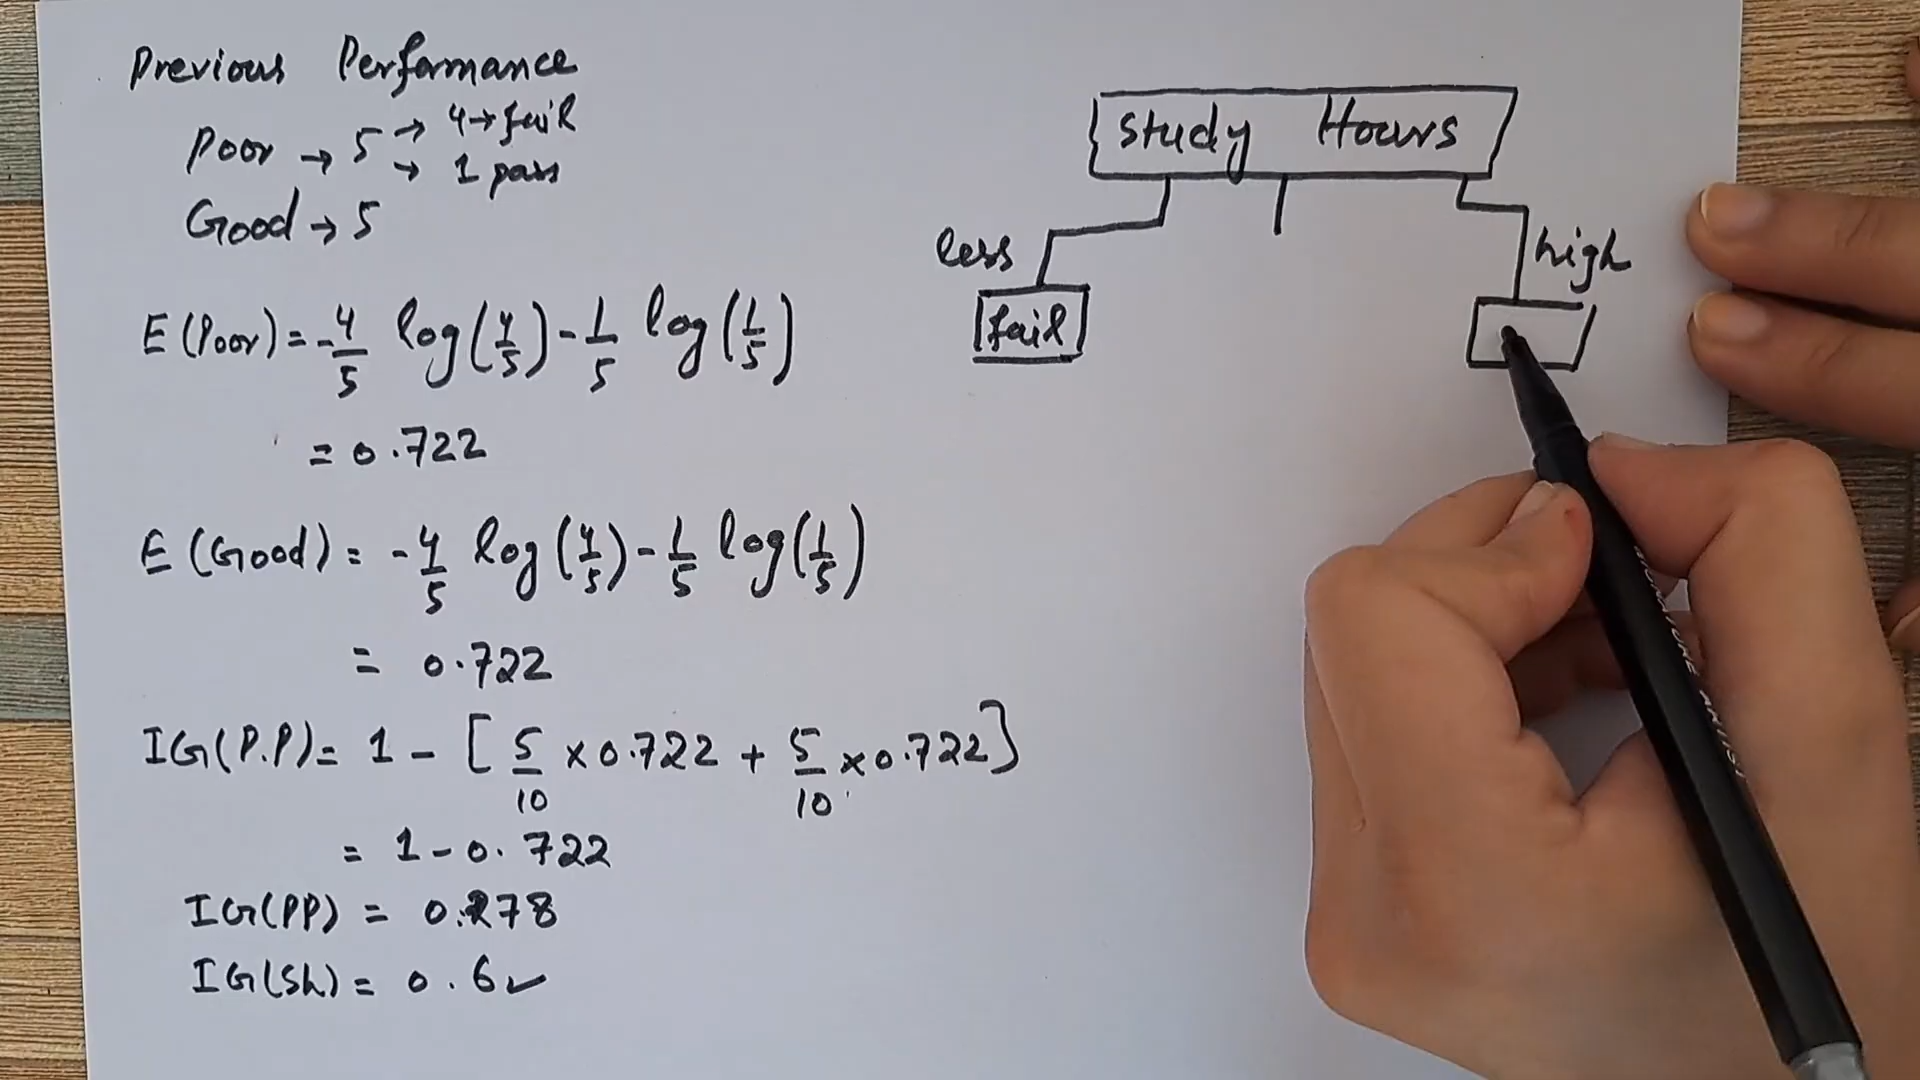 Previous Performance
Poor → 5 → 4→ fail
→ 1 pass
Good → 5
E (Poor) = -4/5 log(4/5) - 1/5 log(1/5)
= 0.722
E (Good) = -4/5 log(4/5) - 1/5 log(1/5)
= 0.722
IG(P.P) = 1 - [5/10 × 0.722 + 5/10 × 0.722]
= 1 - 0.722
IG(PP) = 0.278
IG(Sh) = 0.6 ✓
Study Hours
less
high
fail